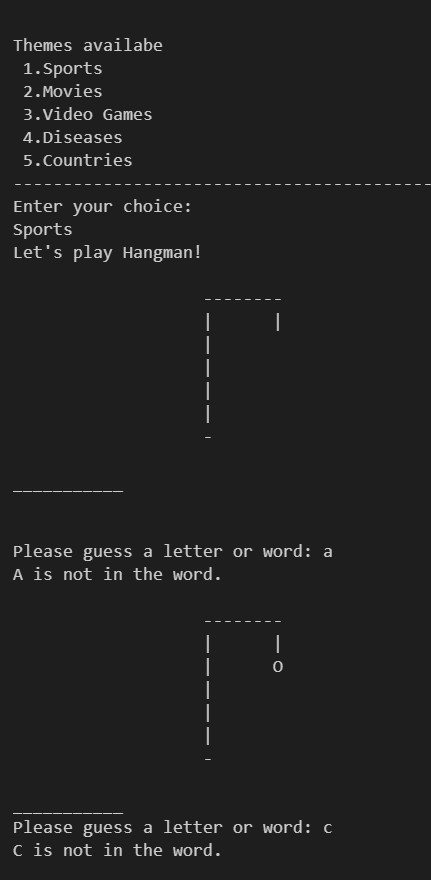 Themes availabe
 1.Sports
 2.Movies
 3.Video Games
 4.Diseases
 5.Countries
------------------------------------------
Enter your choice:
Sports
Let's play Hangman!
                   --------
                   |      |
                   |
                   |
                   |
                   |
                   -
___________
Please guess a letter or word: a
A is not in the word.
                   --------
                   |      |
                   |      O
                   |
                   |
                   |
                   -
___________
Please guess a letter or word: c
C is not in the word.